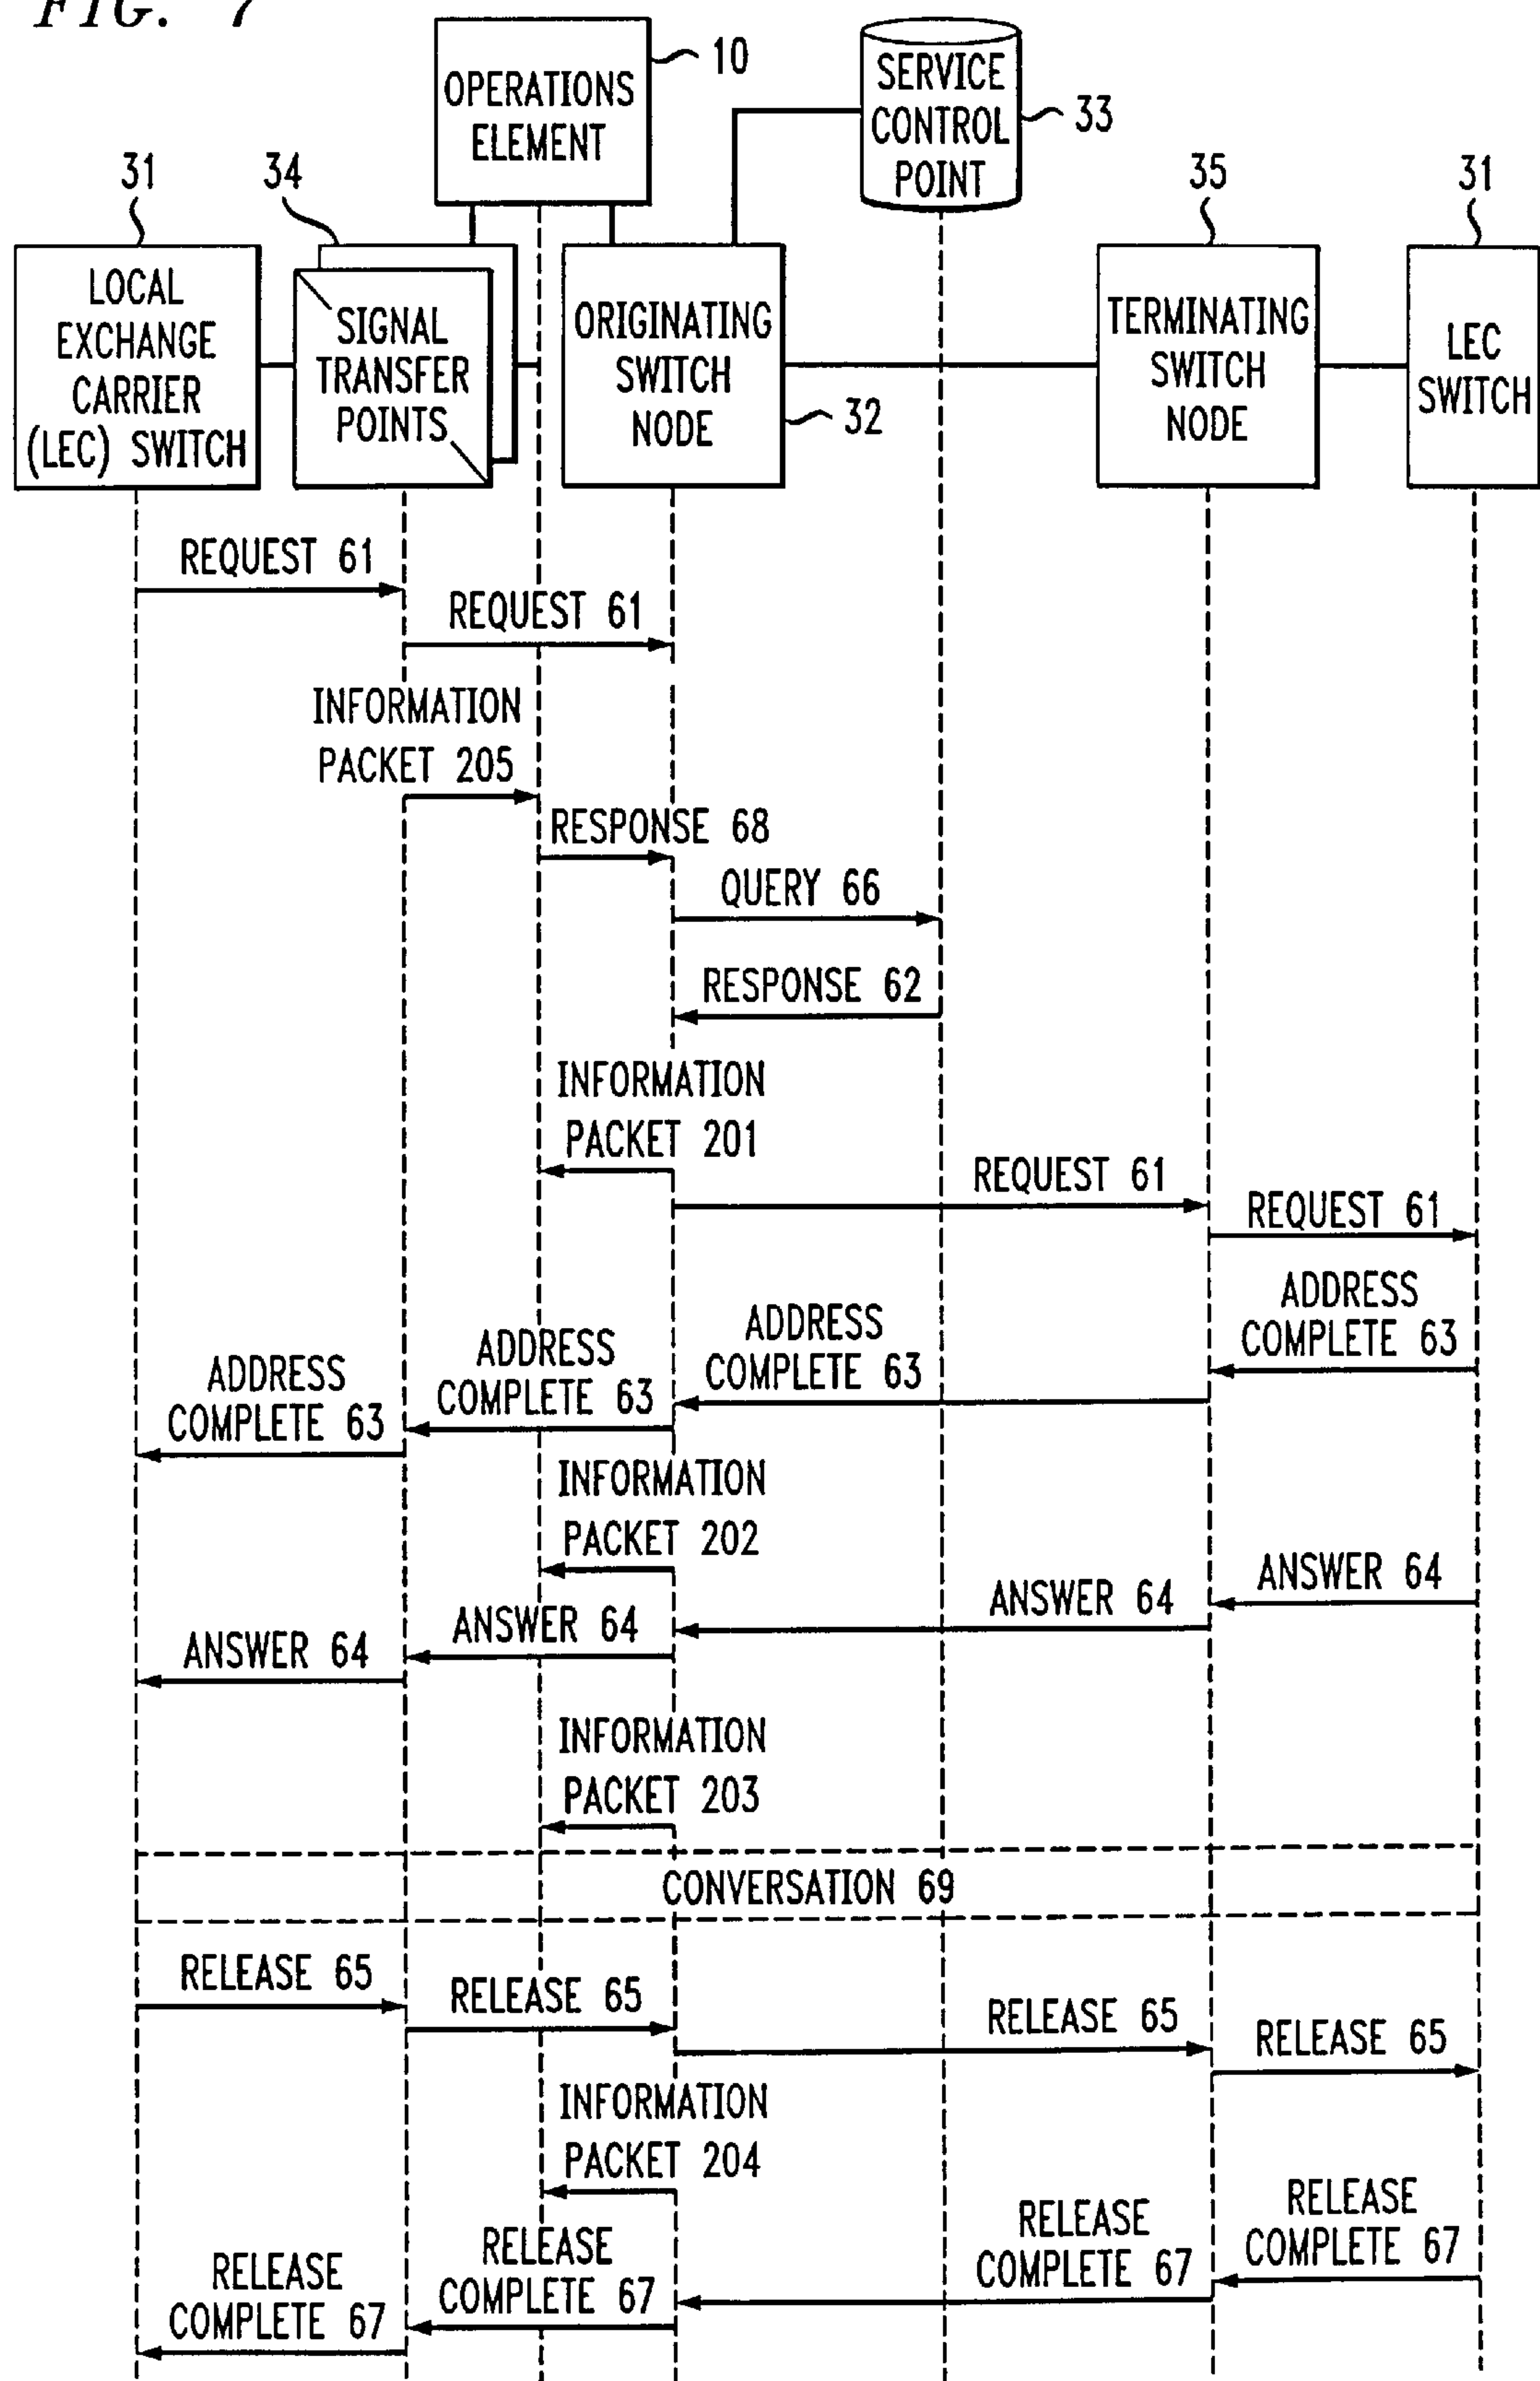 FIG. 7
OPERATIONS
ELEMENT
10
SERVICE
CONTROL
POINT
33
31
34
35
31
LOCAL
EXCHANGE
CARRIER
(LEC) SWITCH
SIGNAL
TRANSFER
POINTS
ORIGINATING
SWITCH
NODE
32
TERMINATING
SWITCH
NODE
LEC
SWITCH
REQUEST 61
REQUEST 61
INFORMATION
PACKET 205
RESPONSE 68
QUERY 66
RESPONSE 62
INFORMATION
PACKET 201
REQUEST 61
REQUEST 61
ADDRESS
COMPLETE 63
ADDRESS
COMPLETE 63
ADDRESS
COMPLETE 63
ADDRESS
COMPLETE 63
INFORMATION
PACKET 202
ANSWER 64
ANSWER 64
ANSWER 64
ANSWER 64
INFORMATION
PACKET 203
CONVERSATION 69
RELEASE 65
RELEASE 65
RELEASE 65
RELEASE 65
INFORMATION
PACKET 204
RELEASE
COMPLETE 67
RELEASE
COMPLETE 67
RELEASE
COMPLETE 67
RELEASE
COMPLETE 67